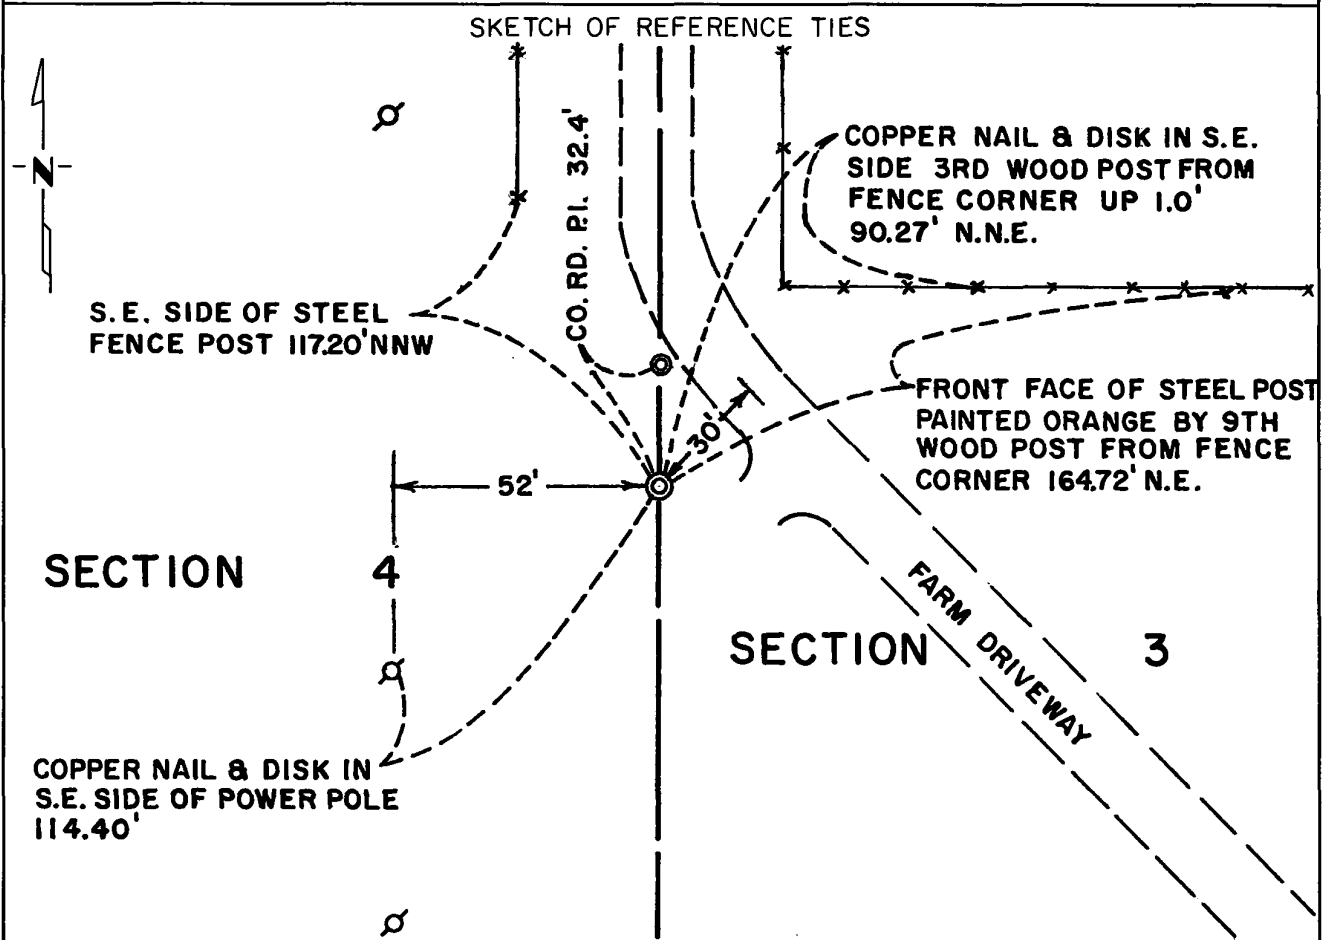 SKETCH OF REFERENCE TIES
N
CO. RD. P.I. 32.4'
COPPER NAIL & DISK IN S.E.
SIDE 3RD WOOD POST FROM
FENCE CORNER UP 1.0'
90.27' N.N.E.
S.E. SIDE OF STEEL
FENCE POST 117.20' NNW
30'
FRONT FACE OF STEEL POST
PAINTED ORANGE BY 9TH
WOOD POST FROM FENCE
CORNER 164.72' N.E.
52'
SECTION 4
FARM DRIVEWAY
SECTION 3
COPPER NAIL & DISK IN
S.E. SIDE OF POWER POLE
114.40'